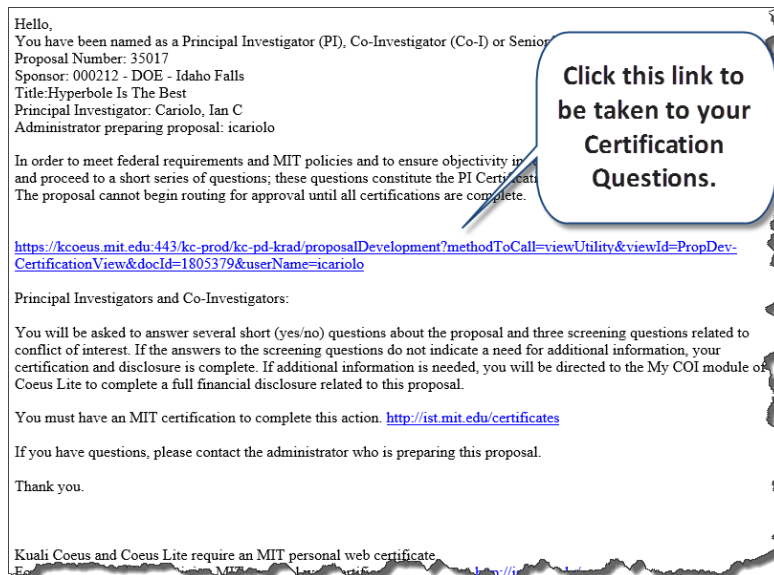 Hello,
You have been named as a Principal Investigator (PI), Co-Investigator (Co-I) or Senior
Proposal Number: 35017
Sponsor: 000212 - DOE - Idaho Falls
Title:Hyperbole Is The Best
Principal Investigator: Cariolo, Ian C
Administrator preparing proposal: icariolo
Click this link to
be taken to your
Certification
Questions.
In order to meet federal requirements and MIT policies and to ensure objectivity in
and proceed to a short series of questions; these questions constitute the PI
The proposal cannot begin routing for approval until all certifications are complete.
https://kcoeus.mit.edu:443/kc-prod/kc-pd-krad/proposalDevelopment?methodToCall=viewUtility&viewId=PropDev-
CertificationView&docId=1805379&userName=icariolo
Principal Investigators and Co-Investigators:
You will be asked to answer several short (yes/no) questions about the proposal and three screening questions related to
conflict of interest. If the answers to the screening questions do not indicate a need for additional information, your
certification and disclosure is complete. If additional information is needed, you will be directed to the My COI module of
Coeus Lite to complete a full financial disclosure related to this proposal.
You must have an MIT certification to complete this action. http://ist.mit.edu/certificates
If you have questions, please contact the administrator who is preparing this proposal.
Thank you.
Kuali Coeus and Coeus Lite require an MIT personal web certificate.